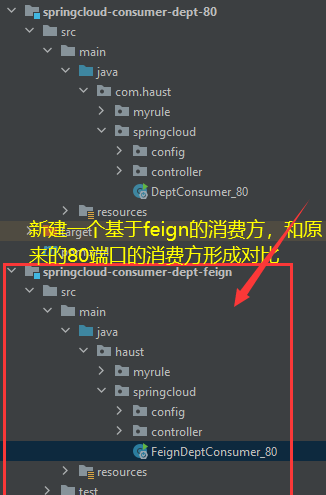 springcloud-consumer-dept-80
src
main
java
com.haust
myrule
springcloud
config
controller
DeptConsumer_80
resources
新建一个基于feign的消费方，和原
来的80端口的消费方形成对比
springcloud-consumer-dept-feign
src
main
java
haust
myrule
springcloud
config
controller
FeignDeptConsumer_80
resources
test